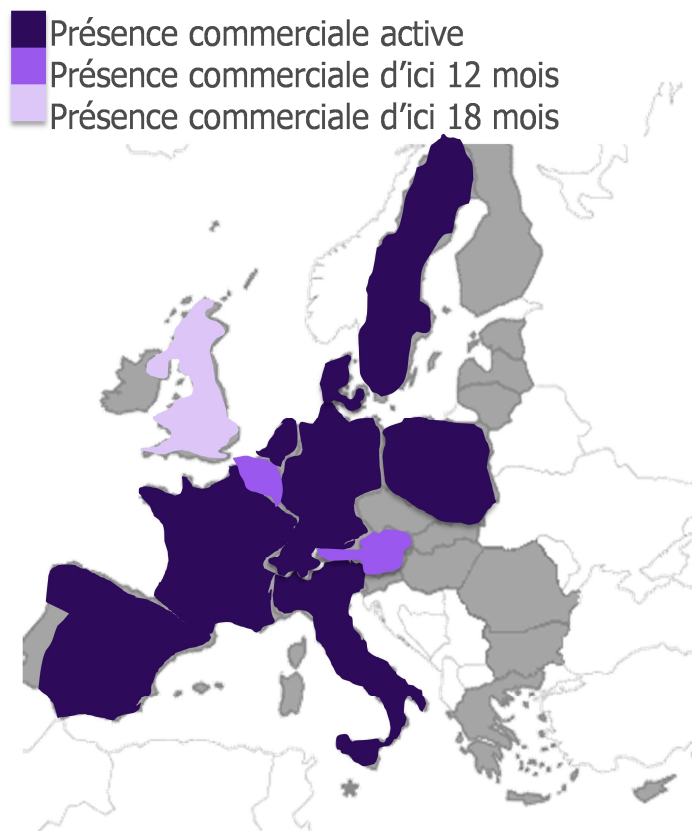 Présence commerciale active
Présence commerciale d’ici 12 mois
Présence commerciale d’ici 18 mois